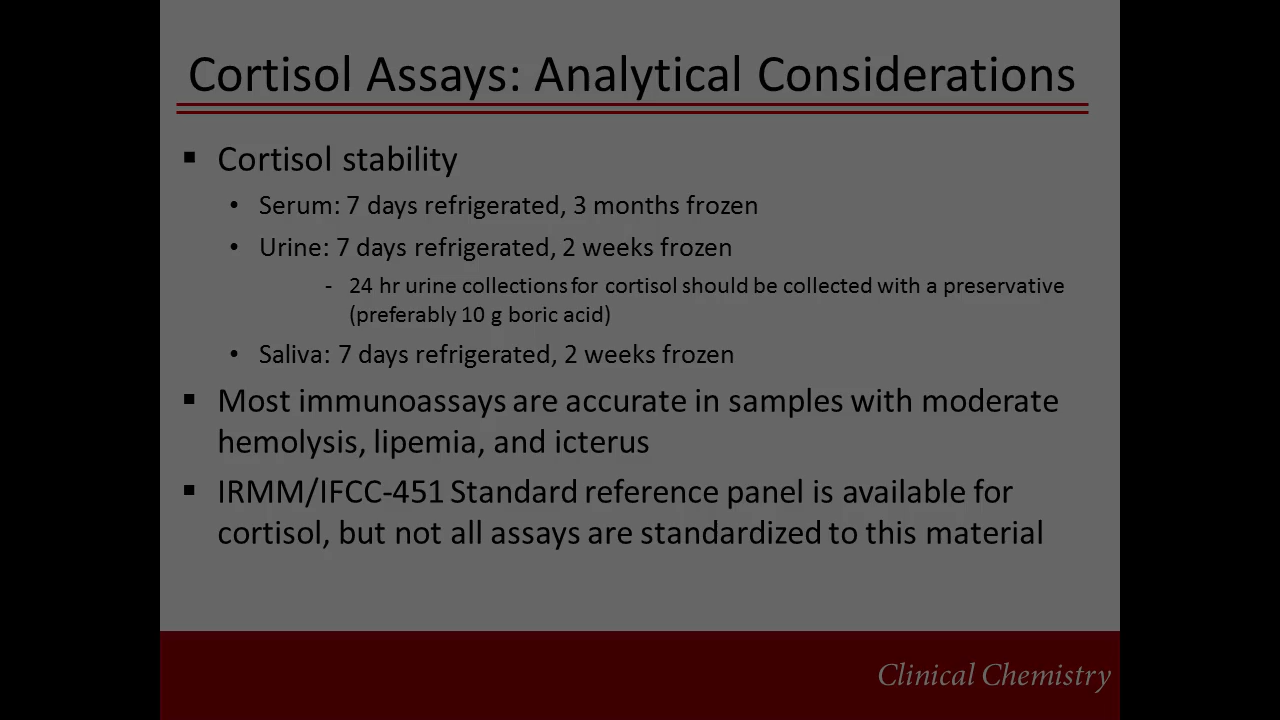 Cortisol Assays: Analytical Considerations
▪ Cortisol stability
• Serum: 7 days refrigerated, 3 months frozen
• Urine: 7 days refrigerated, 2 weeks frozen
- 24 hr urine collections for cortisol should be collected with a preservative
(preferably 10 g boric acid)
• Saliva: 7 days refrigerated, 2 weeks frozen
▪ Most immunoassays are accurate in samples with moderate
hemolysis, lipemia, and icterus
▪ IRMM/IFCC-451 Standard reference panel is available for
cortisol, but not all assays are standardized to this material
Clinical Chemistry